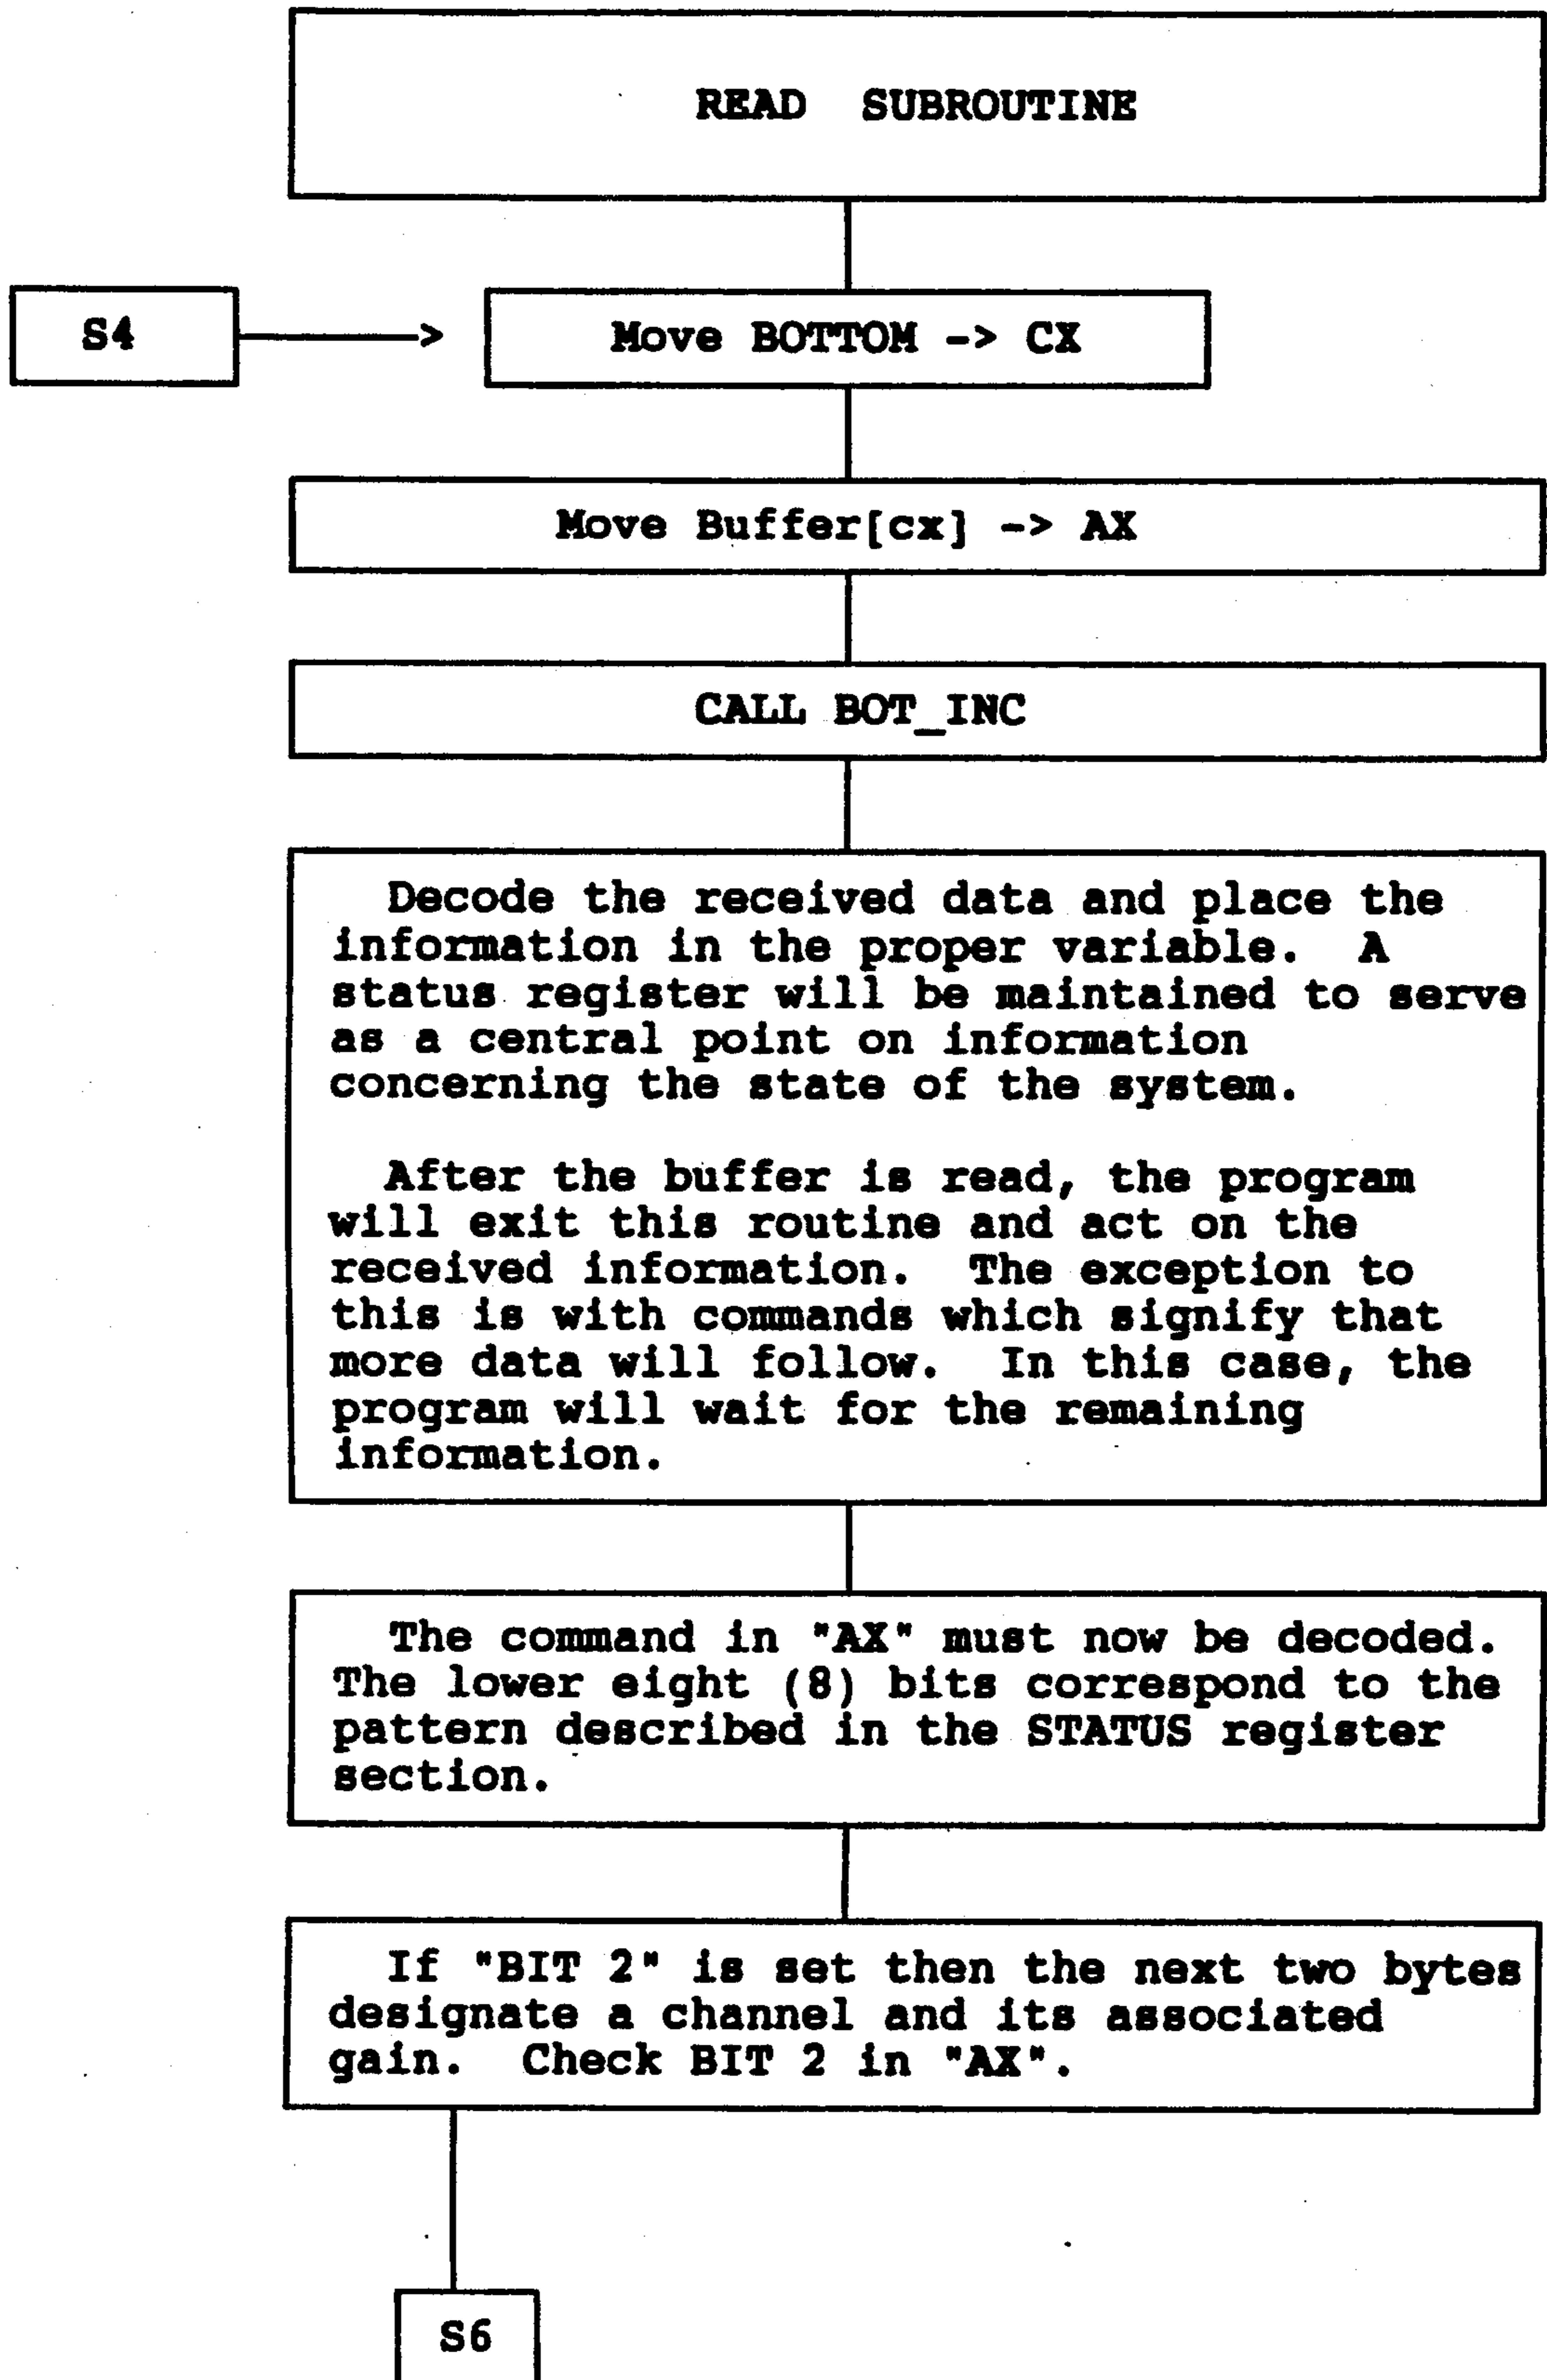 READ SUBROUTINE
S4
Move BOTTOM -> CX
Move Buffer[cx] -> AX
CALL BOT_INC
Decode the received data and place the
information in the proper variable. A
status register will be maintained to serve
as a central point on information
concerning the state of the system.
After the buffer is read, the program
will exit this routine and act on the
received information. The exception to
this is with commands which signify that
more data will follow. In this case, the
program will wait for the remaining
information.
The command in "AX" must now be decoded.
The lower eight (8) bits correspond to the
pattern described in the STATUS register
section.
If "BIT 2" is set then the next two bytes
designate a channel and its associated
gain. Check BIT 2 in "AX".
S6